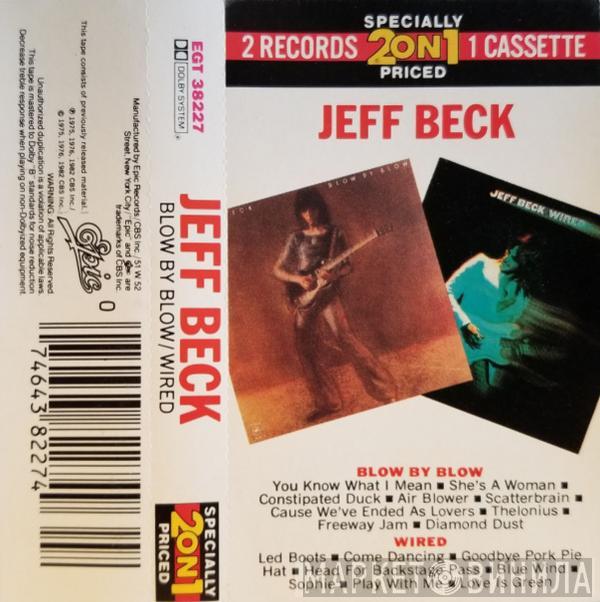 This tape consists of previously released material.
℗ 1975, 1976, 1982 CBS Inc./
© 1975, 1976, 1982 CBS Inc.
WARNING: All Rights Reserved
Unauthorized duplication is a violation of applicable laws.
This tape is mastered to Dolby "B" standards for noise reduction
Decrease treble response when playing on non-Dolbyized equipment.
Manufactured by Epic Records/CBS Inc./51 W 52
Street, New York City/"Epic" and are
trademarks of CBS Inc.
Epic
0
74643 82274
EGT 38227
DOLBY SYSTEM
JEFF BECK
BLOW BY BLOW/WIRED
SPECIALLY
2ON1
PRICED
SPECIALLY
2 RECORDS 2ON1 1 CASSETTE
PRICED
JEFF BECK
BLOW BY BLOW
JEFF BECK WIRED
BLOW BY BLOW
You Know What I Mean ■ She's A Woman ■
Constipated Duck ■ Air Blower ■ Scatterbrain ■
Cause We've Ended As Lovers ■ Thelonius ■
Freeway Jam ■ Diamond Dust
WIRED
Led Boots ■ Come Dancing ■ Goodbye Pork Pie
Hat ■ Head For Backstage Pass ■ Blue Wind ■
Sophie ■ Play With Me ■ Love Is Green
МАРКЕТ ВИНИЛА